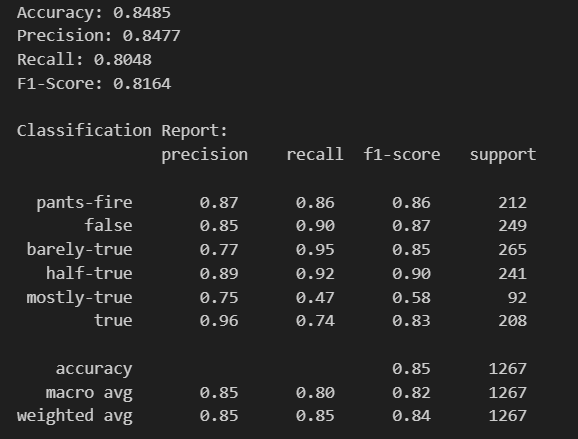 Accuracy: 0.8485
Precision: 0.8477
Recall: 0.8048
F1-Score: 0.8164
Classification Report:
precision recall f1-score support
pants-fire 0.87 0.86 0.86 212
false 0.85 0.90 0.87 249
barely-true 0.77 0.95 0.85 265
half-true 0.89 0.92 0.90 241
mostly-true 0.75 0.47 0.58 92
true 0.96 0.74 0.83 208
accuracy 0.85 1267
macro avg 0.85 0.80 0.82 1267
weighted avg 0.85 0.85 0.84 1267